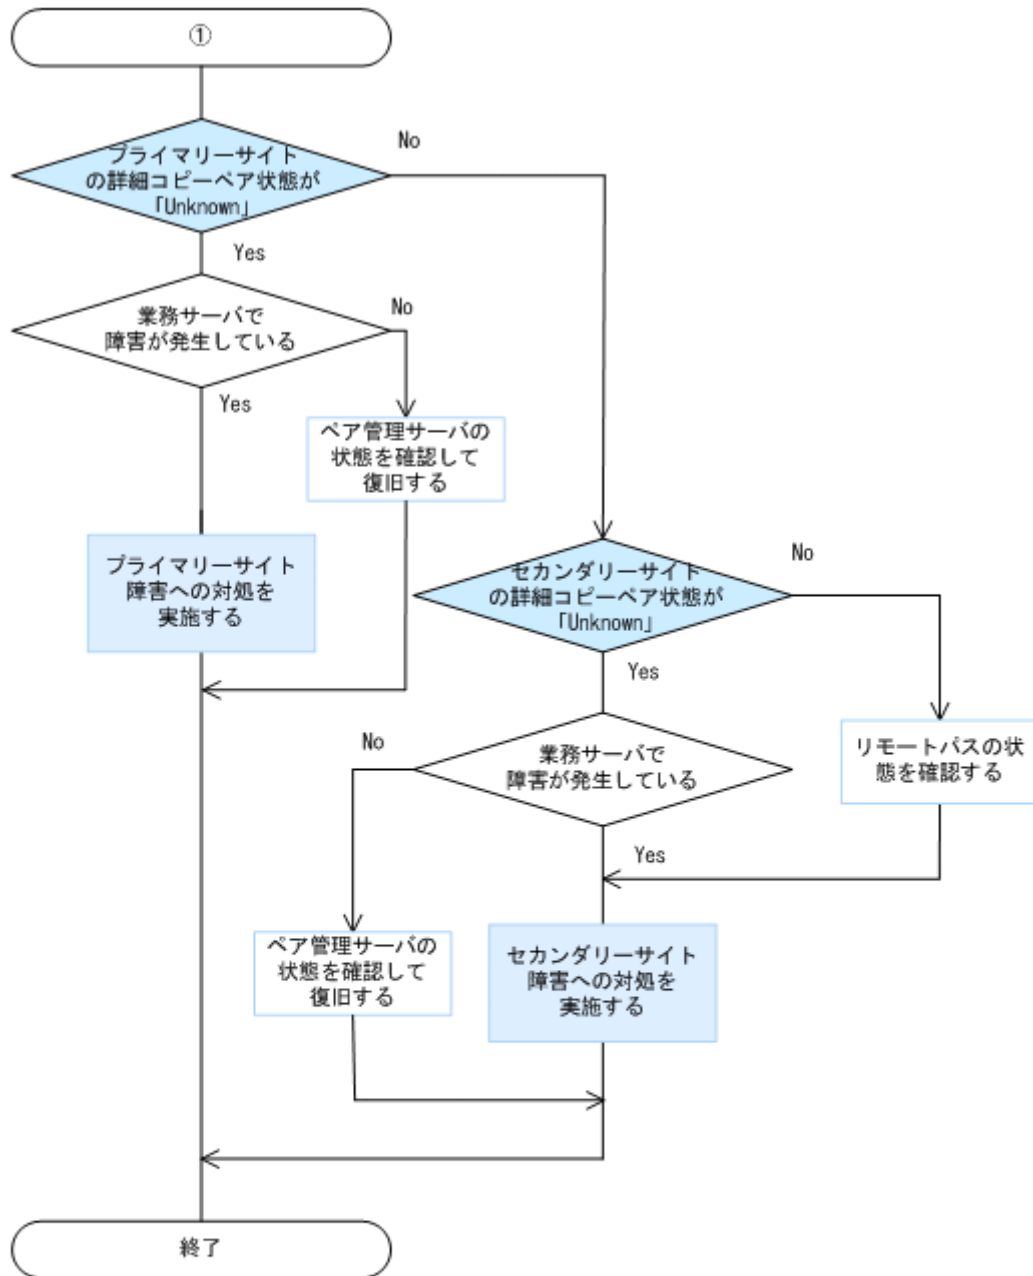 ①
プライマリーサイト
の詳細コピーペア状態が
「Unknown」
No
Yes
業務サーバで
障害が発生している
No
Yes
ペア管理サーバの
状態を確認して
復旧する
プライマリーサイト
障害への対処を
実施する
セカンダリーサイト
の詳細コピーペア状態が
「Unknown」
No
Yes
業務サーバで
障害が発生している
No
Yes
リモートパスの状
態を確認する
ペア管理サーバの
状態を確認して
復旧する
セカンダリーサイト
障害への対処を
実施する
終了